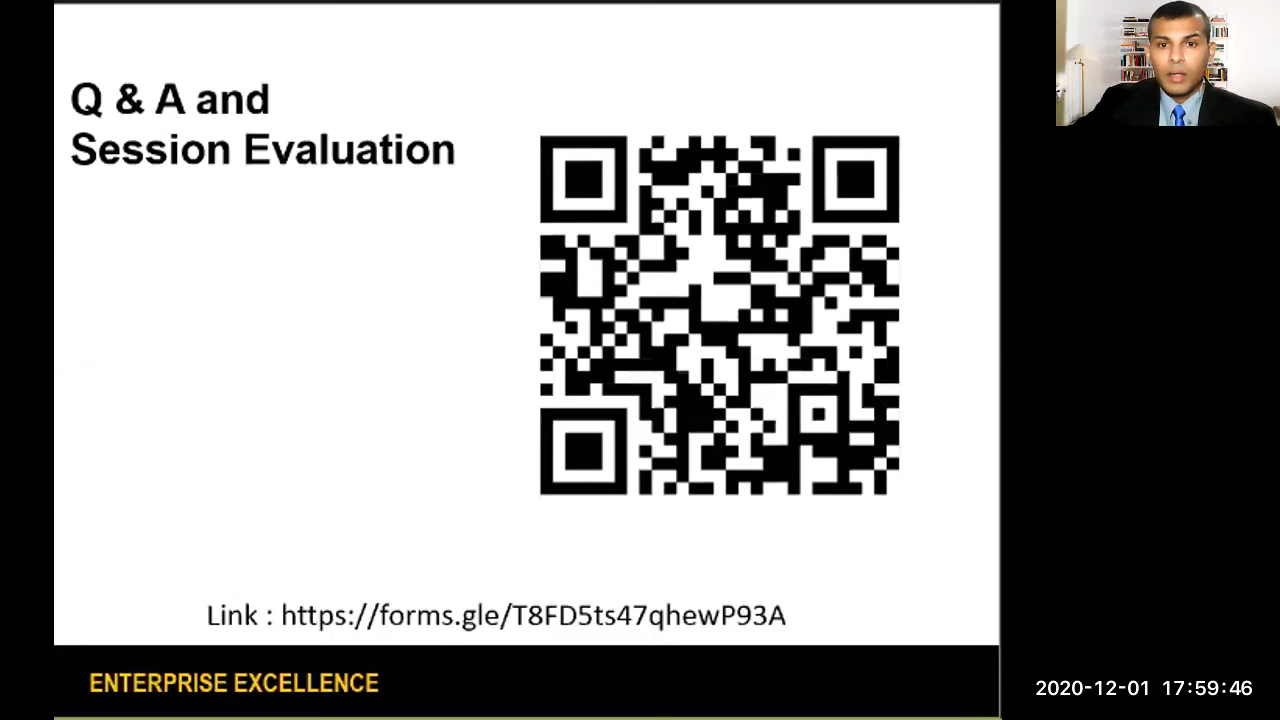 Q & A and
Session Evaluation
Link : https://forms.gle/T8FD5ts47qhewP93A
ENTERPRISE EXCELLENCE
2020-12-01 17:59:46